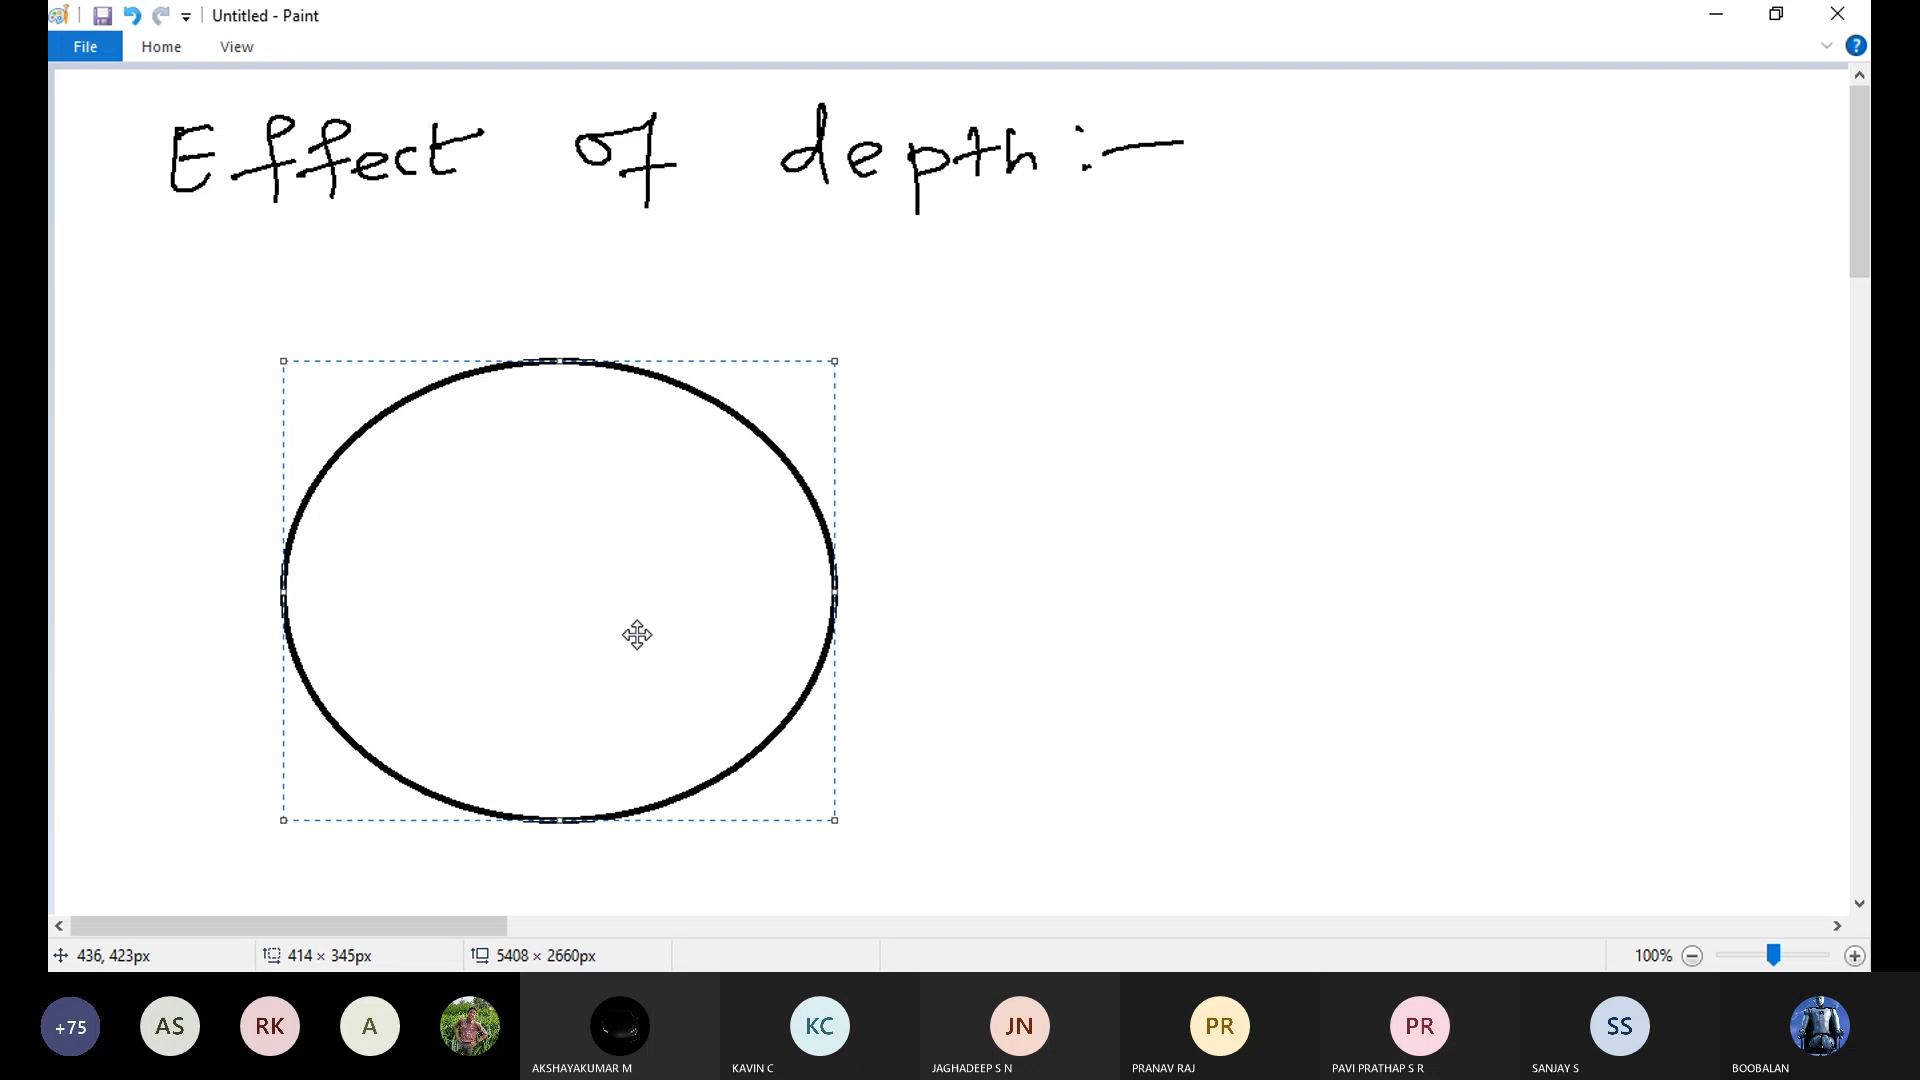 Untitled - Paint
File Home View
Effect of depth :-
436, 423px 414 × 345px 5408 × 2660px 100%
+75 AS RK A KC JN PR PR SS
AKSHAYAKUMAR M KAVIN C JAGHADEEP S N PRANAV RAJ PAVI PRATHAP S R SANJAY S BOOBALAN